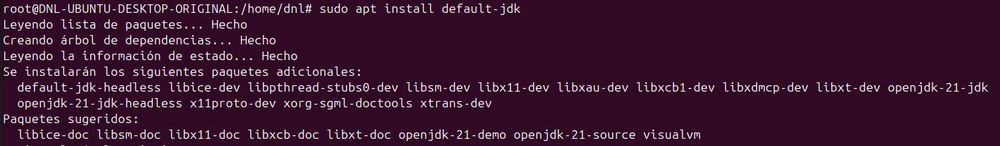 root@DNL-UBUNTU-DESKTOP-ORIGINAL:/home/dnl# sudo apt install default-jdk
Leyendo lista de paquetes... Hecho
Creando árbol de dependencias... Hecho
Leyendo la información de estado... Hecho
Se instalarán los siguientes paquetes adicionales:
  default-jdk-headless libice-dev libpthread-stubs0-dev libsm-dev libx11-dev libxau-dev libxcb1-dev libxdmcp-dev libxt-dev openjdk-21-jdk
  openjdk-21-jdk-headless x11proto-dev xorg-sgml-doctools xtrans-dev
Paquetes sugeridos:
  libice-doc libsm-doc libx11-doc libxcb-doc libxt-doc openjdk-21-demo openjdk-21-source visualvm